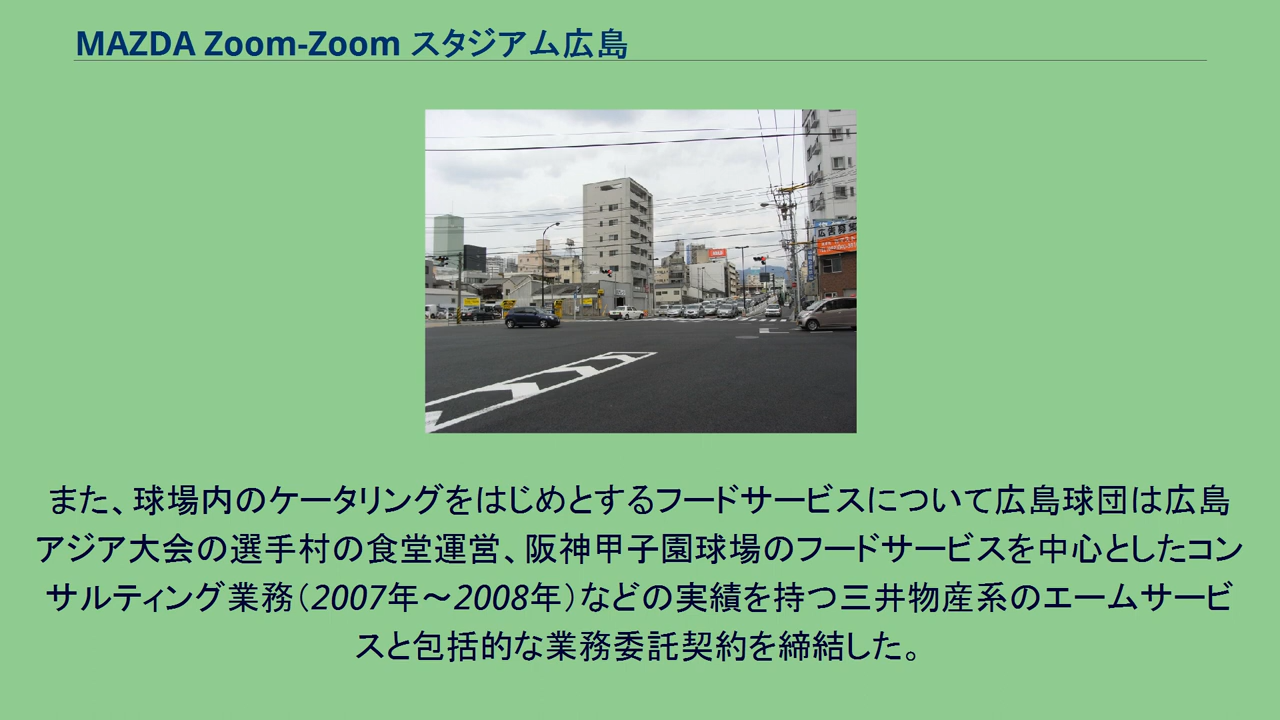 MAZDA Zoom-Zoom スタジアム広島
広告募集
また、球場内のケータリングをはじめとするフードサービスについて広島球団は広島
アジア大会の選手村の食堂運営、阪神甲子園球場のフードサービスを中心としたコン
サルティング業務（2007年～2008年）などの実績を持つ三井物産系のエームサービ
スと包括的な業務委託契約を締結した。